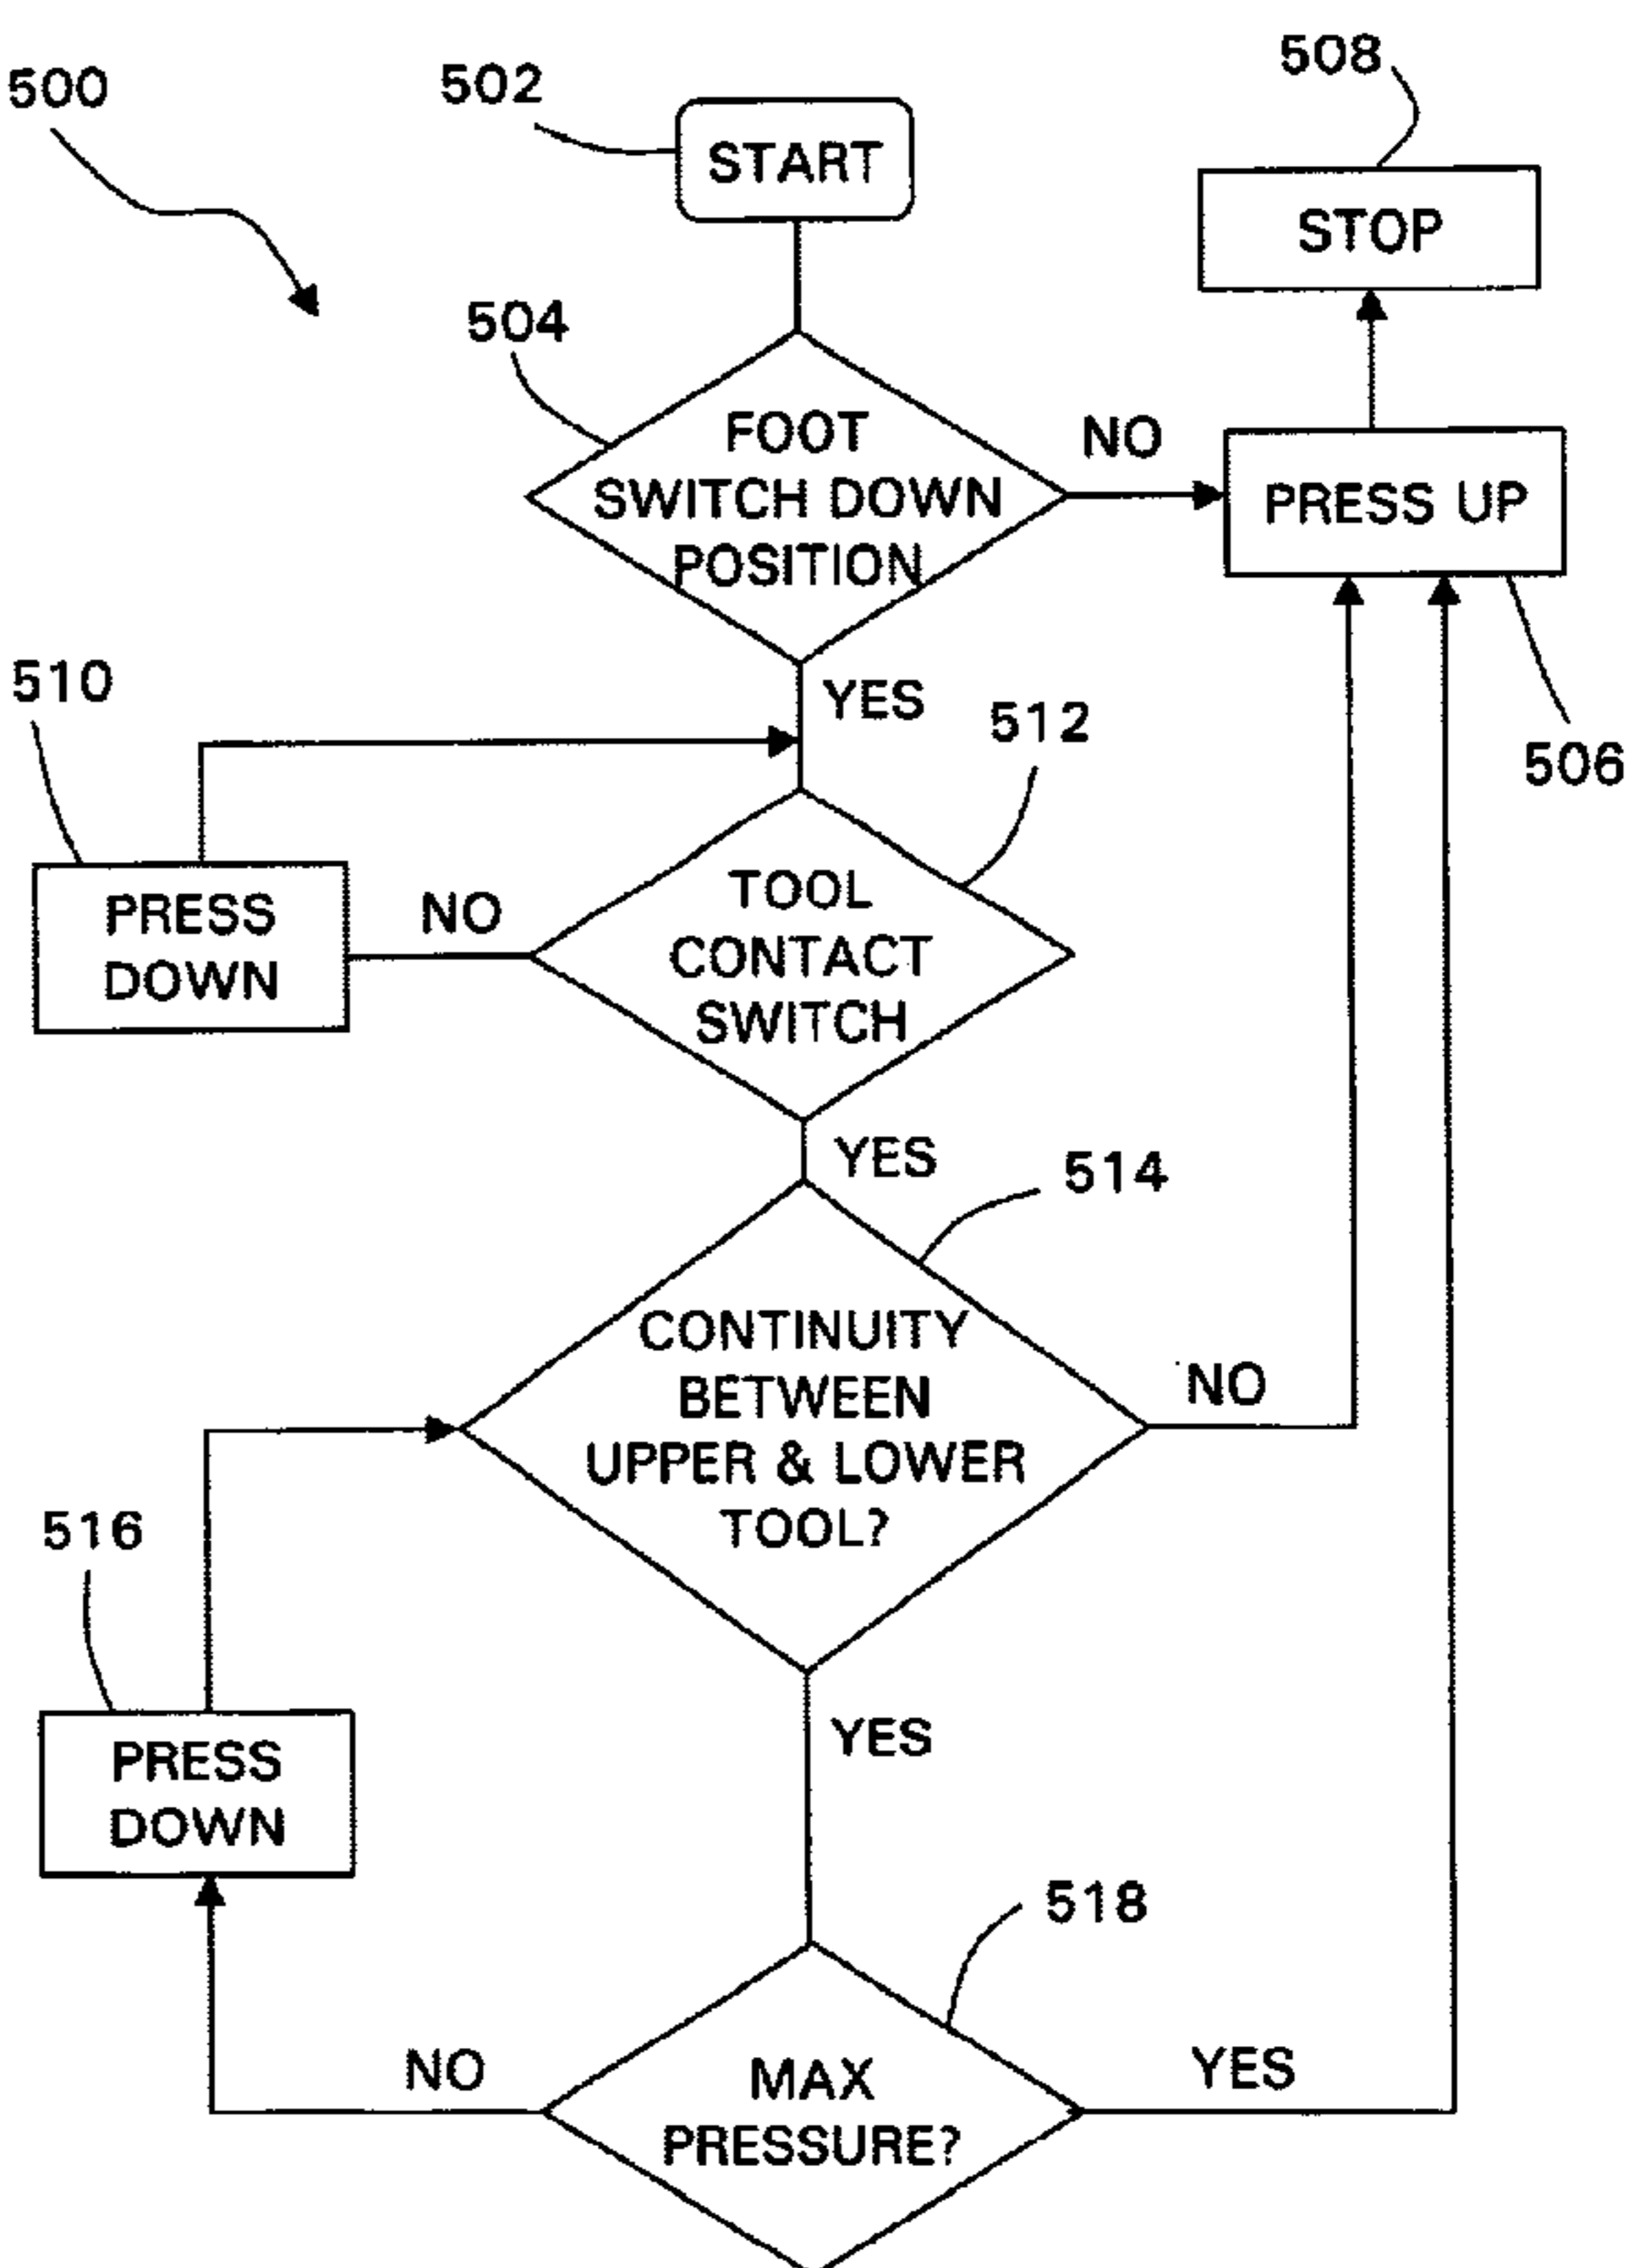 500
502
START
508
STOP
504
FOOT
SWITCH DOWN
POSITION
NO
PRESS UP
506
YES
510
PRESS
DOWN
NO
512
TOOL
CONTACT
SWITCH
YES
514
CONTINUITY
BETWEEN
UPPER & LOWER
TOOL?
NO
516
PRESS
DOWN
YES
518
NO
MAX
PRESSURE?
YES